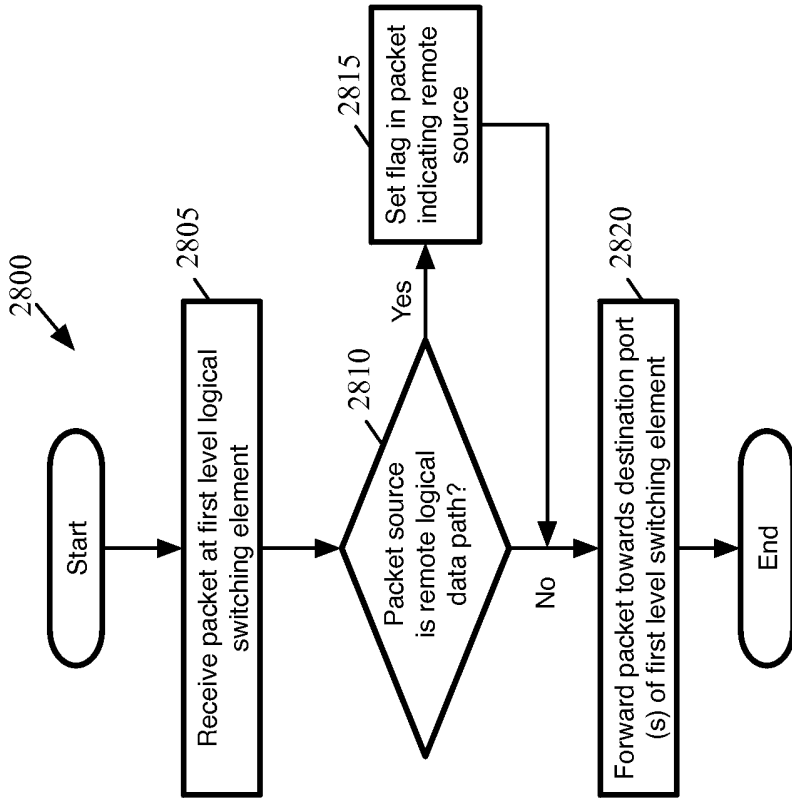 2800
Start
2805
Receive packet at first level logical
switching element
2810
Packet source
is remote logical
data path?
Yes
2815
Set flag in packet
indicating remote
source
No
2820
Forward packet towards destination port
(s) of first level switching element
End